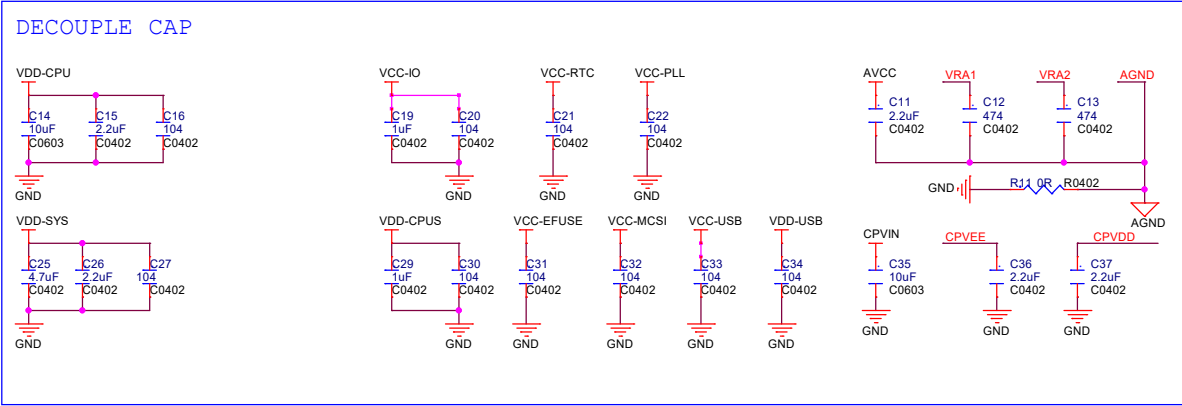 DECOUPLE CAP
VDD-CPU
C14
10uF
C0603
C15
2.2uF
C0402
C16
104
C0402
GND
VCC-IO
C19
1uF
C0402
C20
104
C0402
GND
VCC-RTC
C21
104
C0402
GND
VCC-PLL
C22
104
C0402
GND
AVCC
C11
2.2uF
C0402
VRA1
C12
474
C0402
VRA2
C13
474
C0402
AGND
GND
R11 0R R0402
AGND
VDD-SYS
C25
4.7uF
C0402
C26
2.2uF
C0402
C27
104
C0402
GND
VDD-CPUS
C29
1uF
C0402
C30
104
C0402
GND
VCC-EFUSE
C31
104
C0402
GND
VCC-MCSI
C32
104
C0402
GND
VCC-USB
C33
104
C0402
GND
VDD-USB
C34
104
C0402
GND
CPVIN
C35
10uF
C0603
GND
CPVEE
C36
2.2uF
C0402
GND
CPVDD
C37
2.2uF
C0402
GND